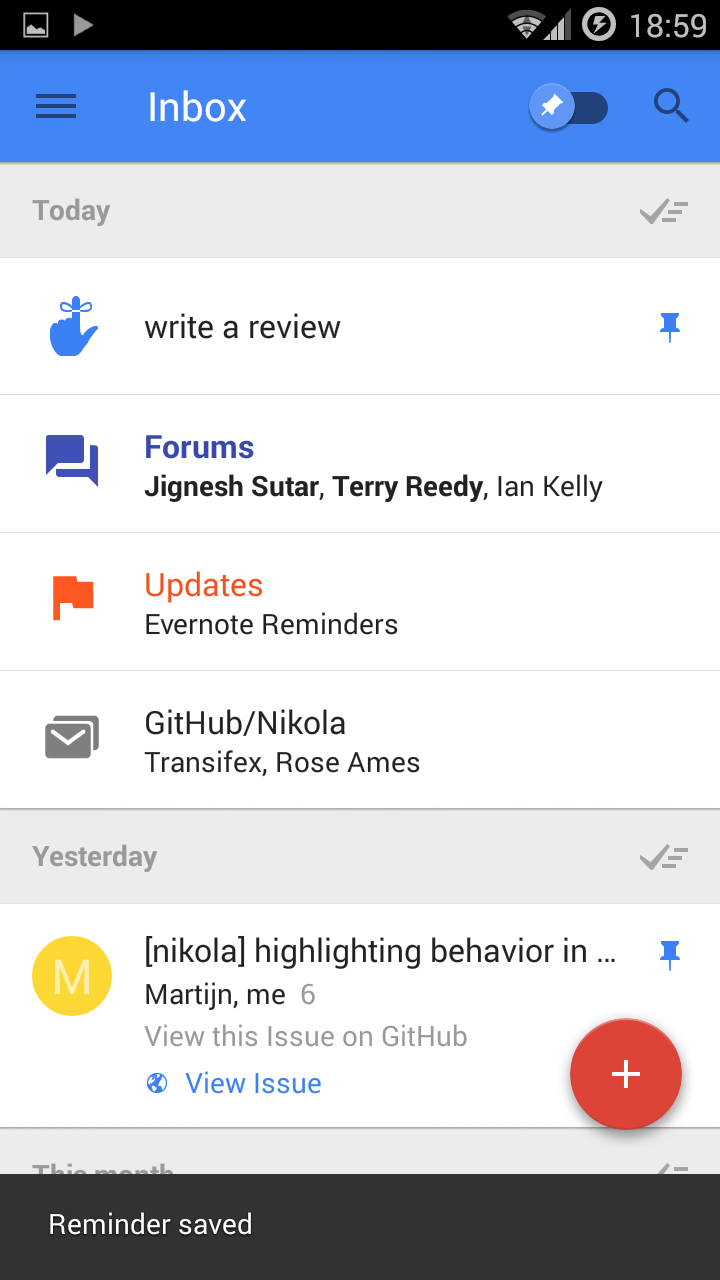 18:59
Inbox
Today
write a review
Forums
Jignesh Sutar, Terry Reedy, Ian Kelly
Updates
Evernote Reminders
GitHub/Nikola
Transifex, Rose Ames
Yesterday
M
[nikola] highlighting behavior in ...
Martijn, me 6
View this Issue on GitHub
View Issue
This month
Reminder saved